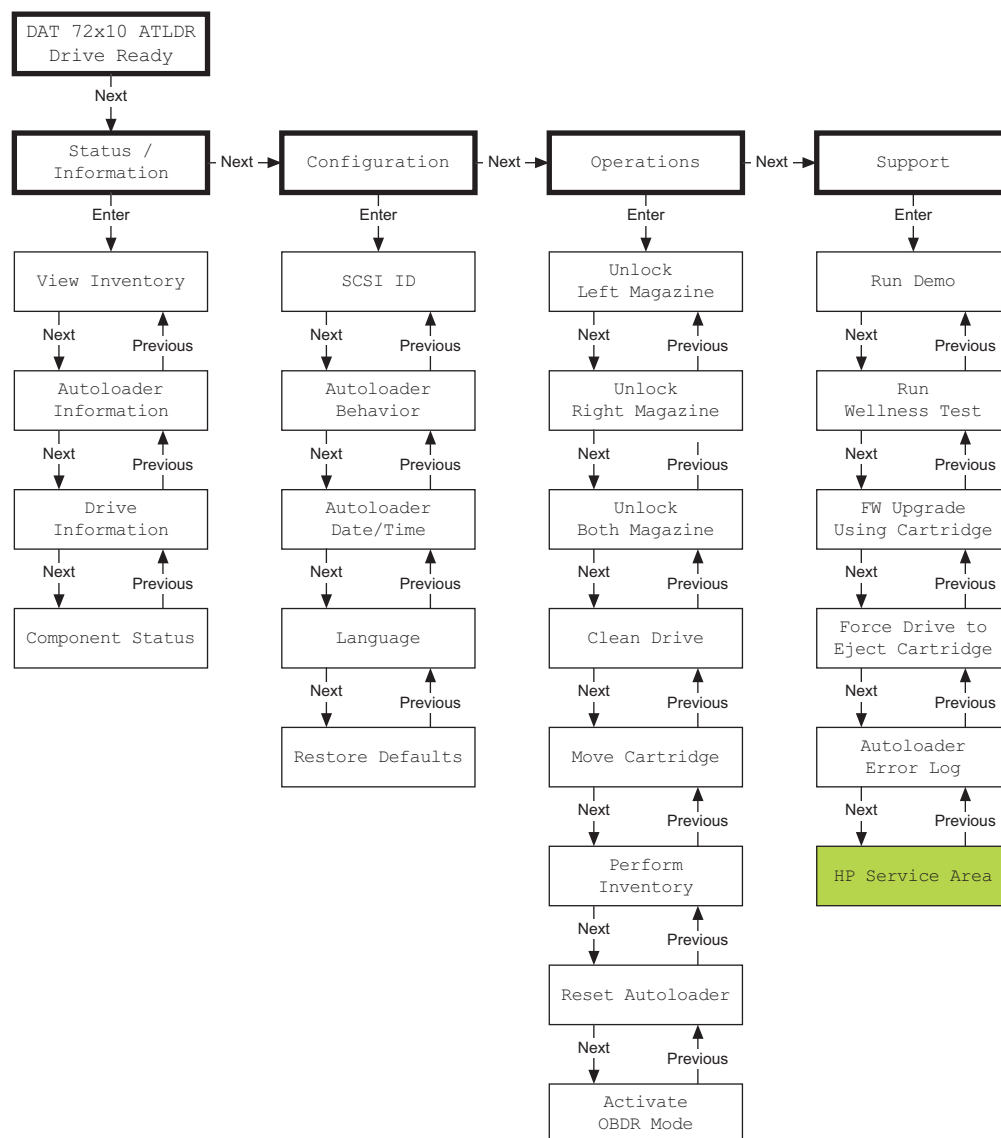 DAT 72x10 ATLDR
Drive Ready
Next
Status /
Information
Next
Configuration
Next
Operations
Next
Support
Enter
Enter
Enter
Enter
View Inventory
SCSI ID
Unlock
Left Magazine
Run Demo
Next
Previous
Next
Previous
Next
Previous
Next
Previous
Autoloader
Information
Autoloader
Behavior
Unlock
Right Magazine
Run
Wellness Test
Next
Previous
Next
Previous
Next
Previous
Next
Previous
Drive
Information
Autoloader
Date/Time
Unlock
Both Magazine
FW Upgrade
Using Cartridge
Next
Previous
Next
Previous
Next
Previous
Next
Previous
Component Status
Language
Clean Drive
Force Drive to
Eject Cartridge
Next
Previous
Next
Previous
Next
Previous
Restore Defaults
Move Cartridge
Autoloader
Error Log
Next
Previous
Next
Previous
Perform
Inventory
HP Service Area
Next
Previous
Reset Autoloader
Next
Previous
Activate
OBDR Mode